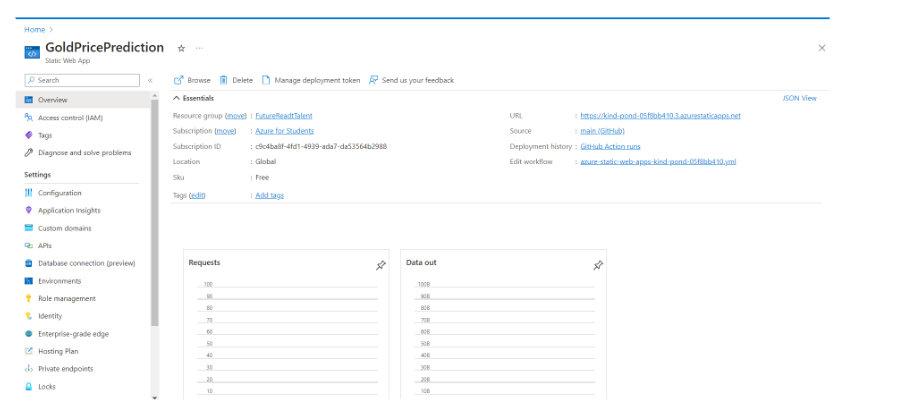 Home >
GoldPricePrediction
Static Web App
Search
Browse Delete Manage deployment token Send us your feedback
Overview
Access control (IAM)
Tags
Diagnose and solve problems
Settings
Configuration
Application Insights
Custom domains
APIs
Database connection (preview)
Environments
Role management
Identity
Enterprise-grade edge
Hosting Plan
Private endpoints
Locks
Essentials
JSON View
Resource group (move) : FutureReadtTalent
Subscription (move) : Azure for Students
Subscription ID : c9c4ba8f-4fd1-4939-ada7-da53564b2988
Location : Global
Sku : Free
Tags (edit) : Add tags
URL : https://kind-pond-05f8bb410.3.azurestaticapps.net
Source : main (GitHub)
Deployment history : GitHub Action runs
Edit workflow : azure-static-web-apps-kind-pond-05f8bb410.yml
Requests
100
90
80
70
60
50
40
30
20
10
Data out
100B
90B
80B
70B
60B
50B
40B
30B
20B
10B